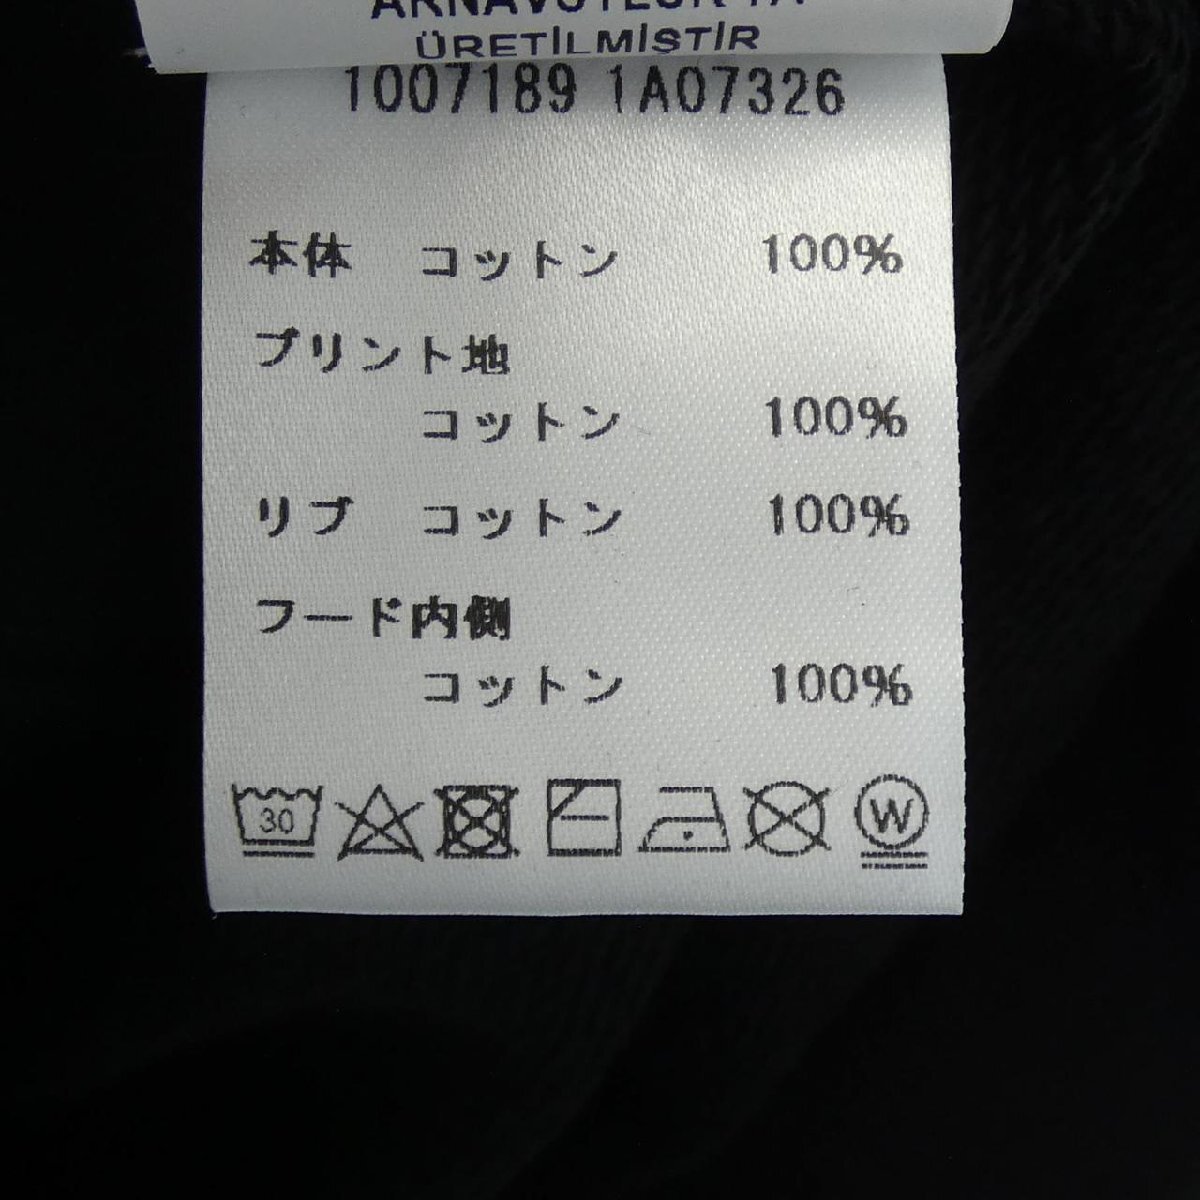 ÜRETİLMİŞTİR
1007189 1A07326
本体 コットン 100%
プリント地
コットン 100%
リブ コットン 100%
フード内側
コットン 100%
30
W